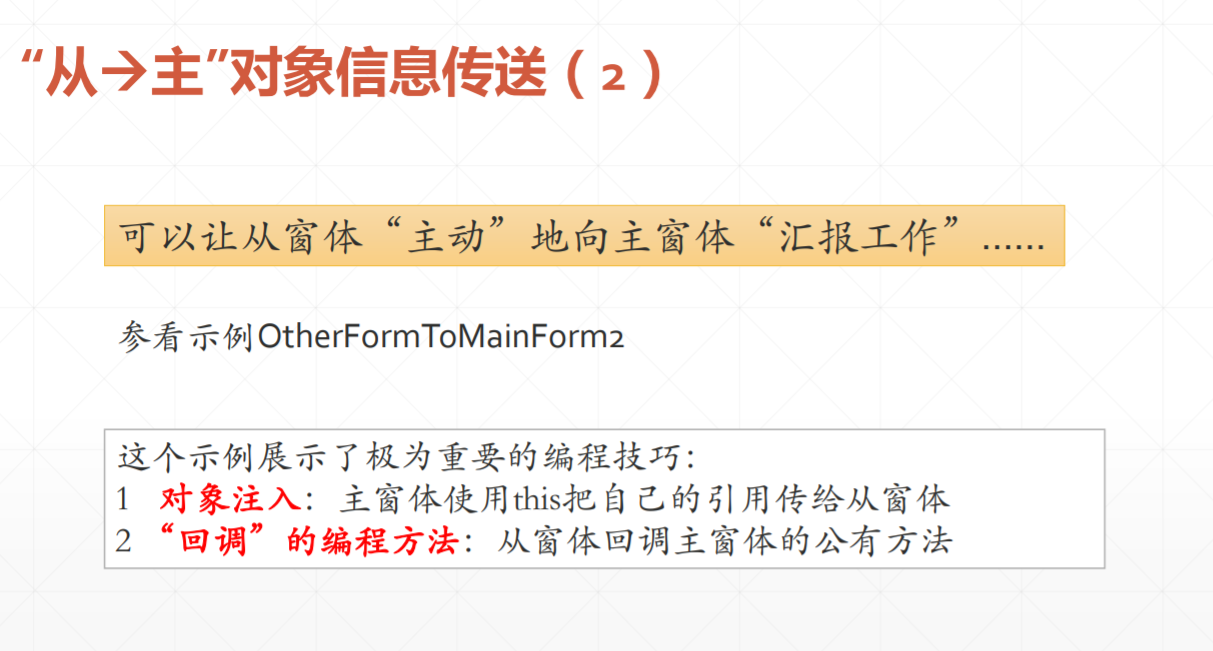 “从→主”对象信息传送（2）
可以让从窗体“主动”地向主窗体“汇报工作”……
参看示例OtherFormToMainForm2
这个示例展示了极为重要的编程技巧：
1 对象注入：主窗体使用this把自己的引用传给从窗体
2 “回调”的编程方法：从窗体回调主窗体的公有方法